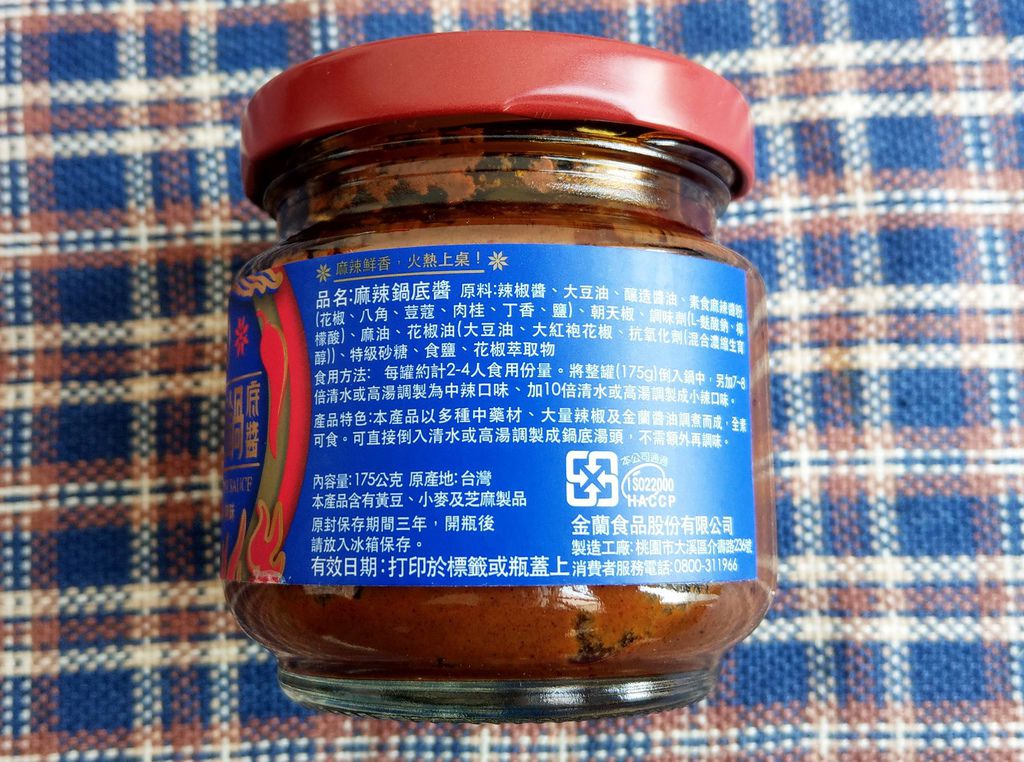 麻辣鮮香，火熱上桌！
品名:麻辣鍋底醬 原料:辣椒醬、大豆油、釀造醬油、素食麻辣醬粉
(花椒、八角、荳蔻、肉桂、丁香、鹽)、朝天椒、調味劑(L-麩酸鈉、檸
檬酸)、麻油、花椒油(大豆油、大紅袍花椒、抗氧化劑(混合濃縮生育
醇))、特級砂糖、食鹽、花椒萃取物
食用方法: 每罐約計2-4人食用份量。將整罐(175g)倒入鍋中，另加7~8
倍清水或高湯調製為中辣口味、加10倍清水或高湯調製成小辣口味。
產品特色:本產品以多種中藥材、大量辣椒及金蘭醬油調煮而成，全素
可食。可直接倒入清水或高湯調製成鍋底湯頭，不需額外再調味。
內容量:175公克 原產地:台灣
本產品含有黃豆、小麥及芝麻製品
原封保存期間三年，開瓶後
請放入冰箱保存。
有效日期:打印於標籤或瓶蓋上
本公司通過
ISO22000
HACCP
金蘭食品股份有限公司
製造工廠:桃園市大溪區介壽路236號
消費者服務電話:0800-311966
鍋底
醬
SAUCE